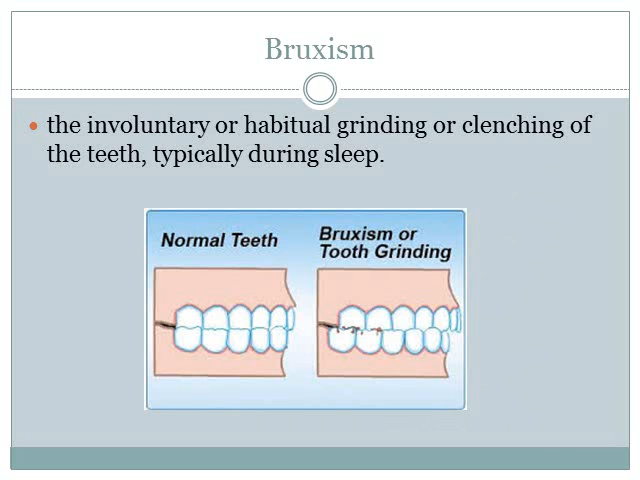 Bruxism
the involuntary or habitual grinding or clenching of
the teeth, typically during sleep.
Normal Teeth
Bruxism or
Tooth Grinding